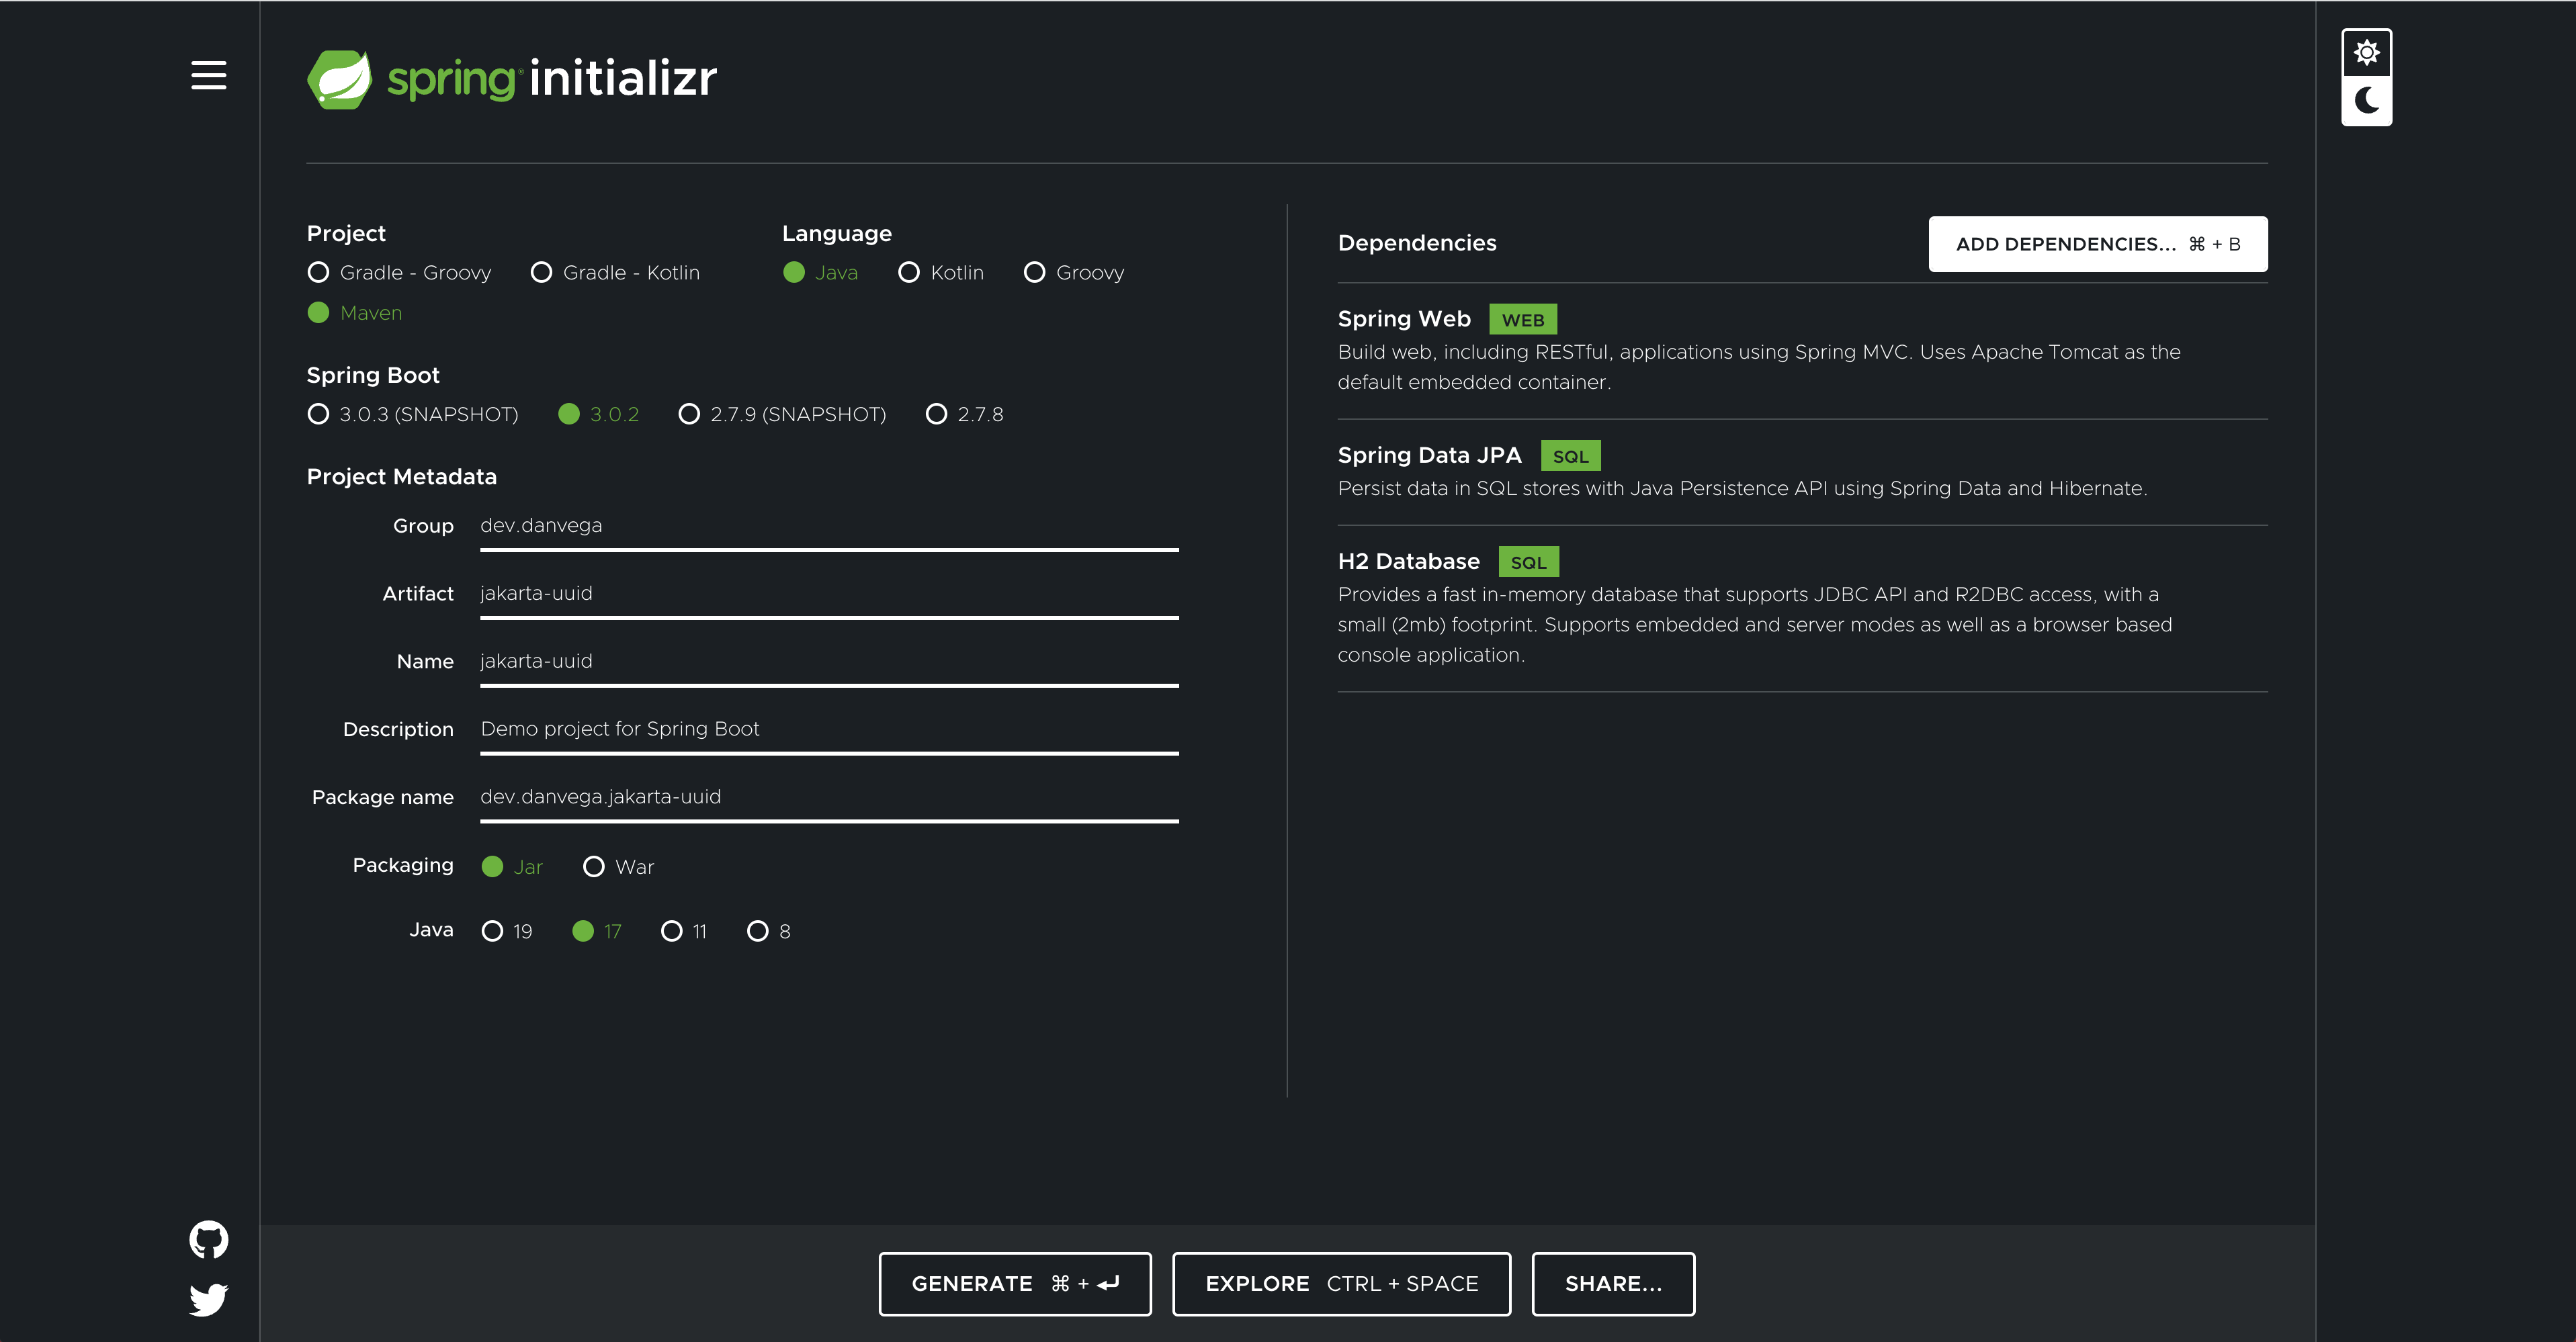 spring initializr
Project
Gradle - Groovy Gradle - Kotlin
Maven
Language
Java Kotlin Groovy
Spring Boot
3.0.3 (SNAPSHOT) 3.0.2 2.7.9 (SNAPSHOT) 2.7.8
Project Metadata
Group dev.danvega
Artifact jakarta-uuid
Name jakarta-uuid
Description Demo project for Spring Boot
Package name dev.danvega.jakarta-uuid
Packaging Jar War
Java 19 17 11 8
Dependencies ADD DEPENDENCIES... ⌘ + B
Spring Web WEB
Build web, including RESTful, applications using Spring MVC. Uses Apache Tomcat as the
default embedded container.
Spring Data JPA SQL
Persist data in SQL stores with Java Persistence API using Spring Data and Hibernate.
H2 Database SQL
Provides a fast in-memory database that supports JDBC API and R2DBC access, with a
small (2mb) footprint. Supports embedded and server modes as well as a browser based
console application.
GENERATE ⌘ + ⏎ EXPLORE CTRL + SPACE SHARE...